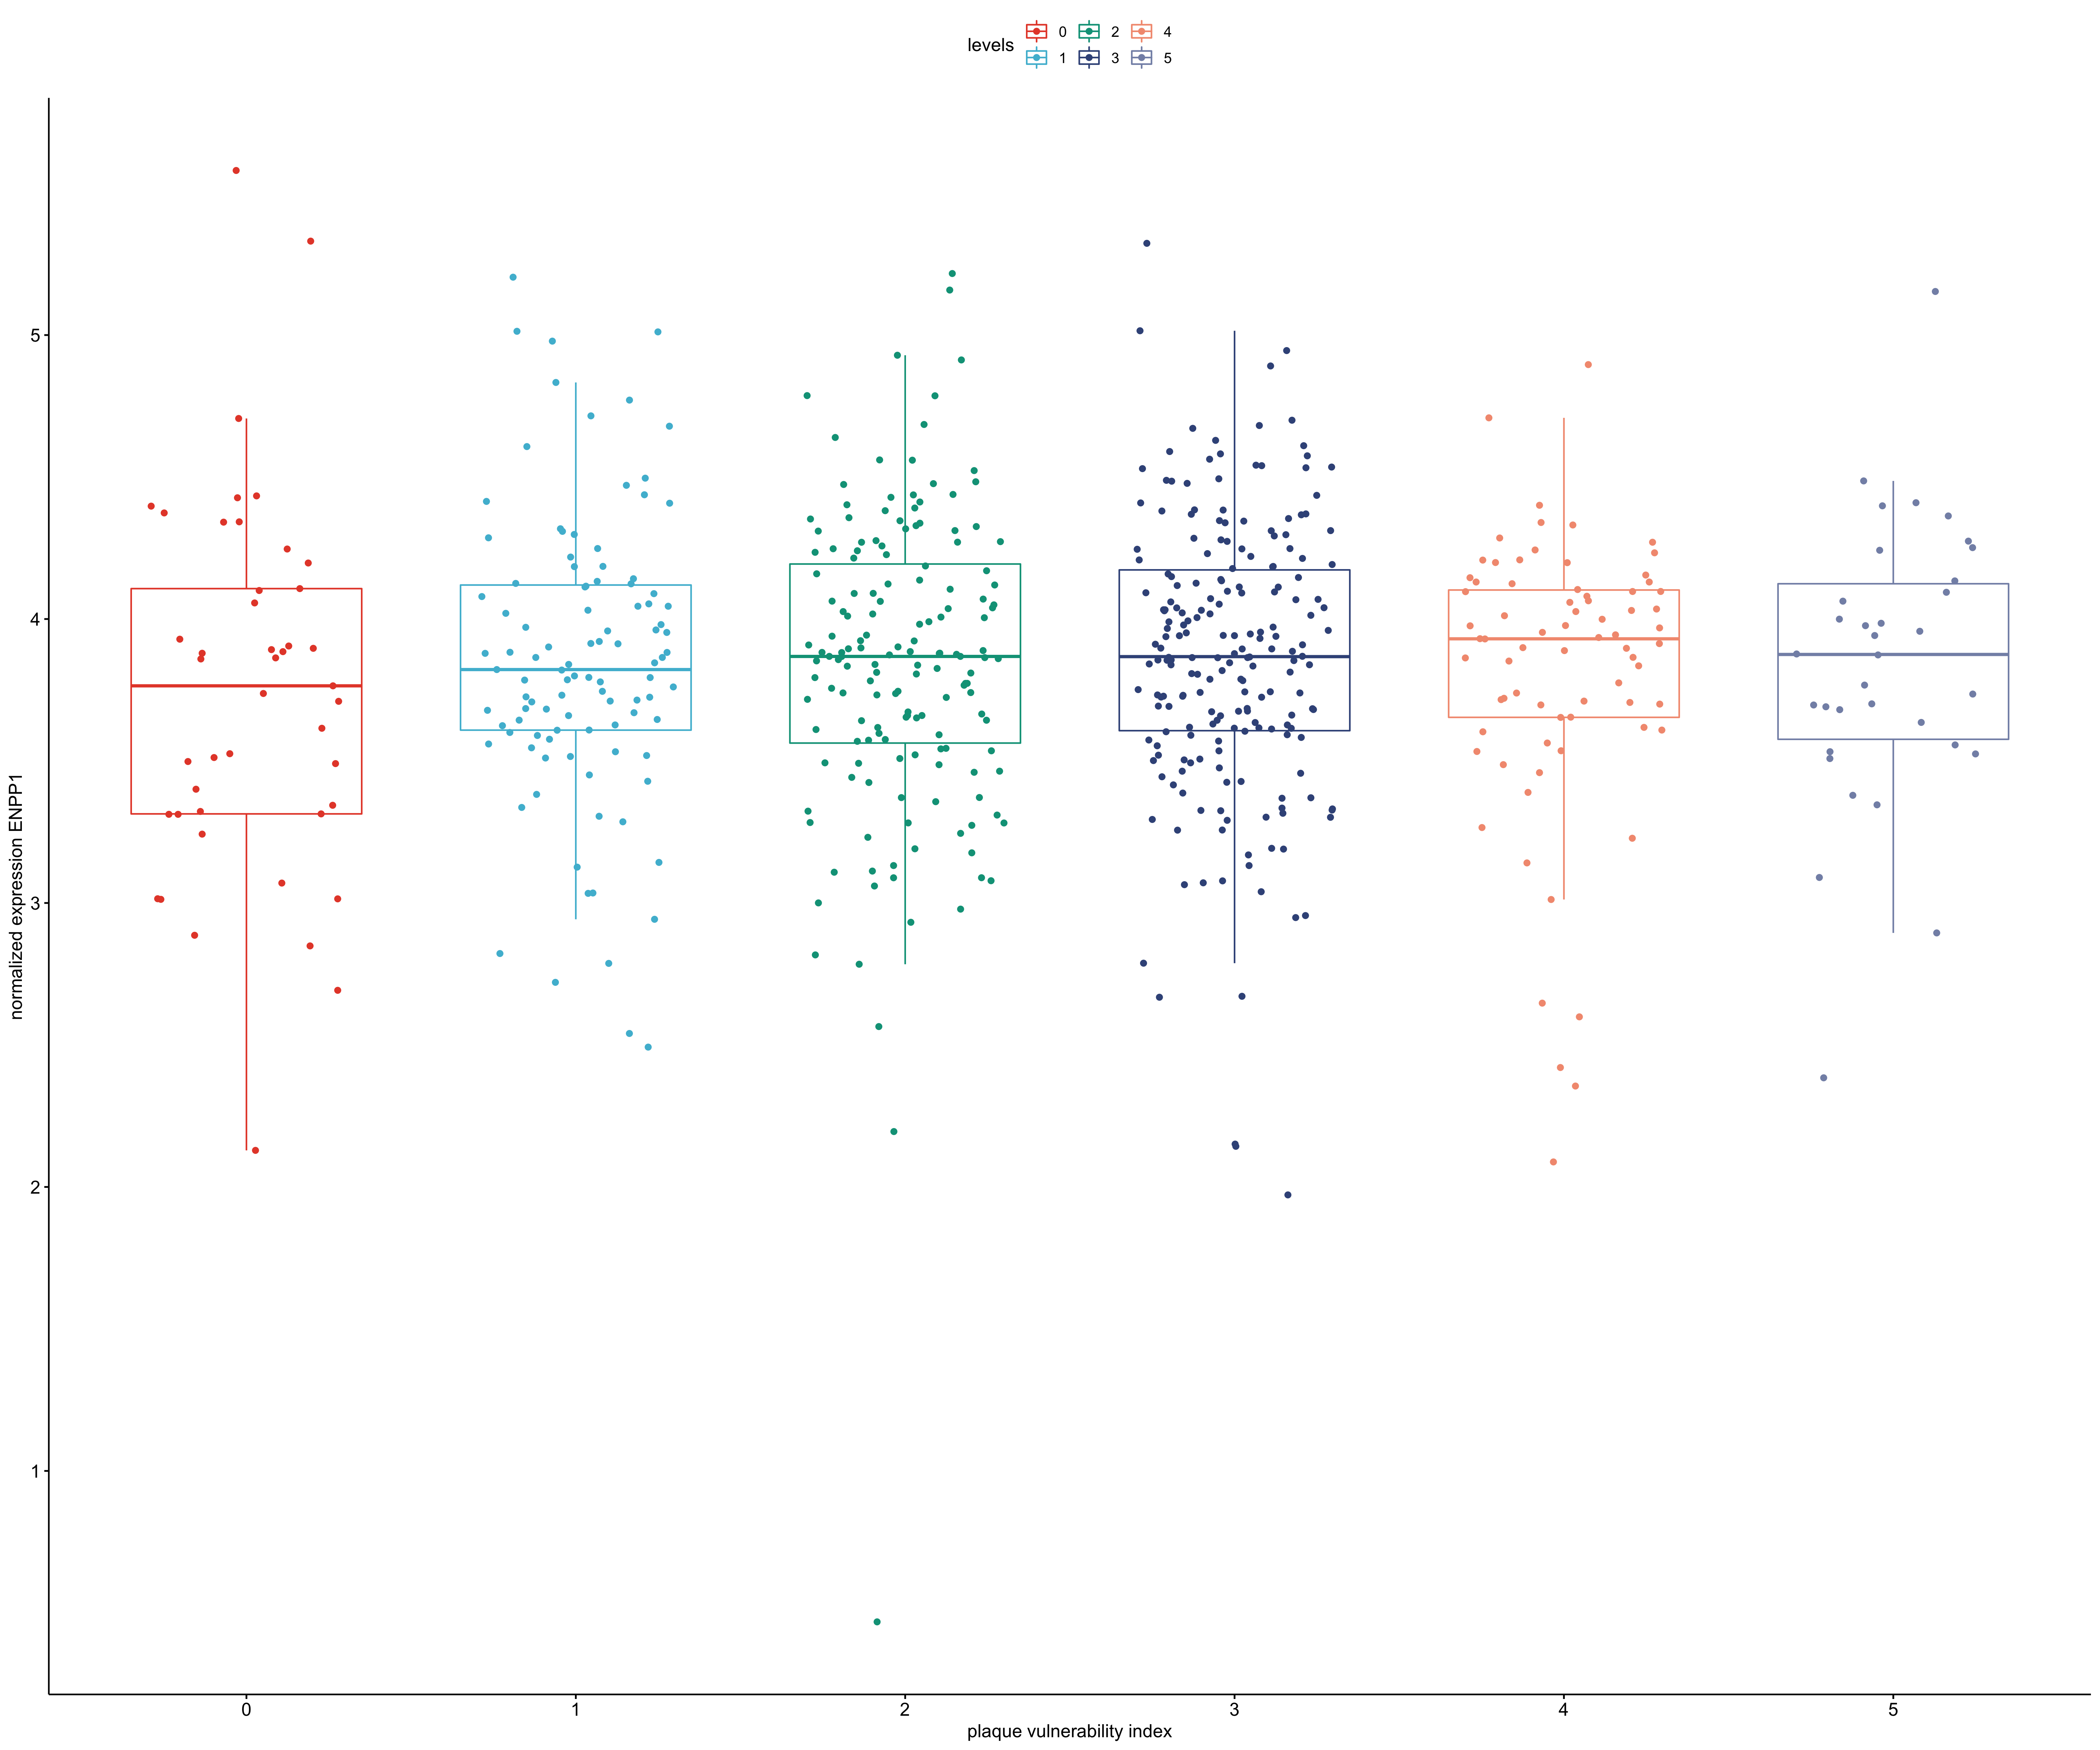 levels 0 2 4
1 3 5
normalized expression ENPP1
5
4
3
2
1
0 1 2 3 4 5
plaque vulnerability index